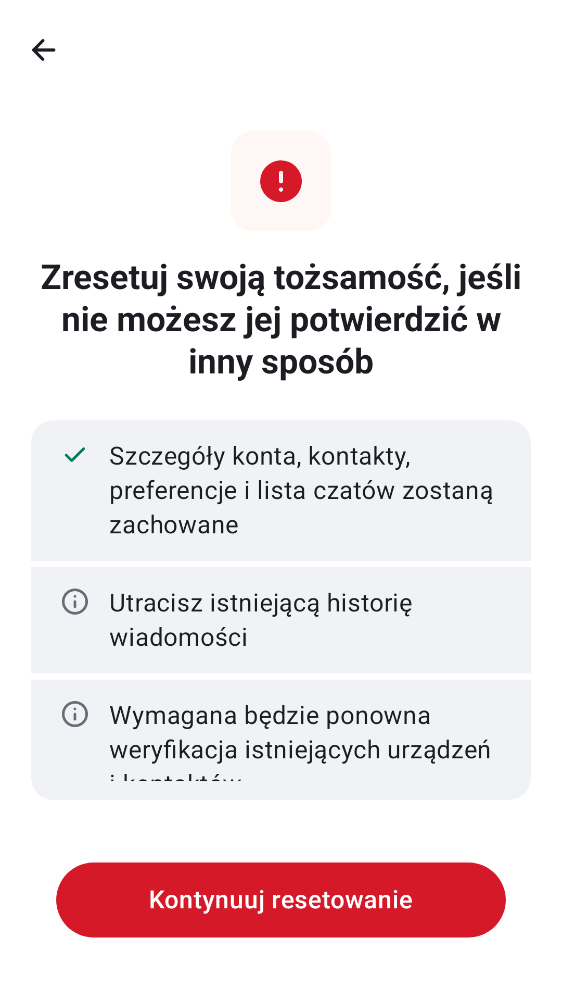 Zresetuj swoją tożsamość, jeśli
nie możesz jej potwierdzić w
inny sposób
Szczegóły konta, kontakty,
preferencje i lista czatów zostaną
zachowane
Utracisz istniejącą historię
wiadomości
Wymagana będzie ponowna
weryfikacja istniejących urządzeń
i kontaktów
Kontynuuj resetowanie